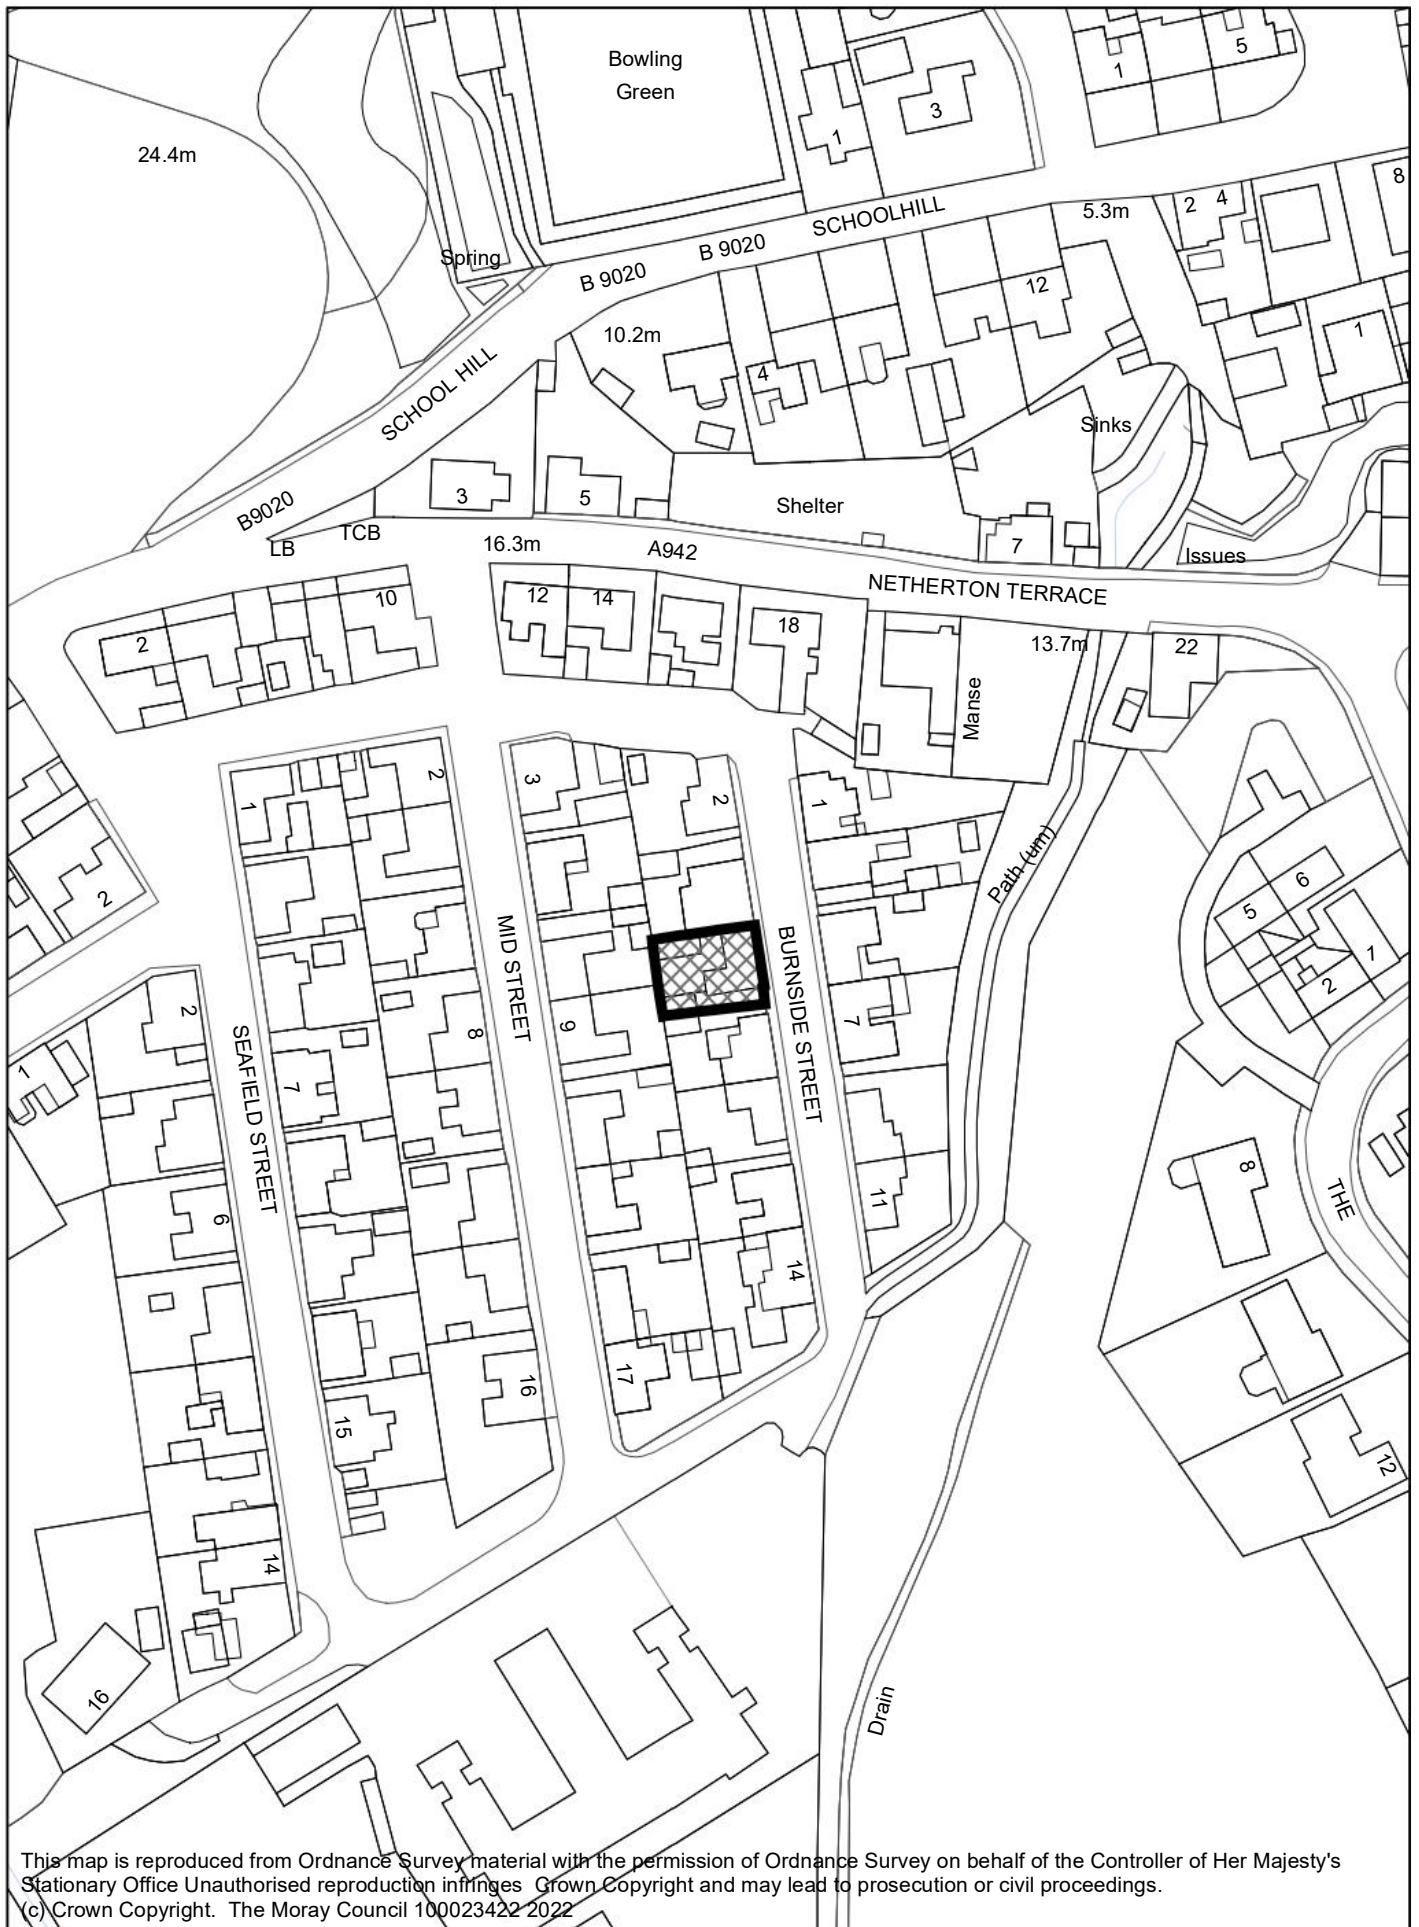 Bowling
Green
5
1
3
1
24.4m
8
SCHOOLHILL
5.3m
2
4
B 9020
B 9020
Spring
12
10.2m
1
4
SCHOOL HILL
Sinks
3
5
Shelter
B9020
TCB
LB
16.3m
A942
7
Issues
NETHERTON TERRACE
10
12
14
18
2
13.7m
22
Manse
2
3
2
1
1
Path (um)
6
5
2
7
1
2
MID STREET
BURNSIDE STREET
2
9
8
7
SEAFIELD STREET
1
7
8
6
11
THE
14
17
16
15
12
14
16
Drain
This map is reproduced from Ordnance Survey material with the permission of Ordnance Survey on behalf of the Controller of Her Majesty's
Stationary Office Unauthorised reproduction infringes Crown Copyright and may lead to prosecution or civil proceedings.
(c) Crown Copyright. The Moray Council 100023422 2022